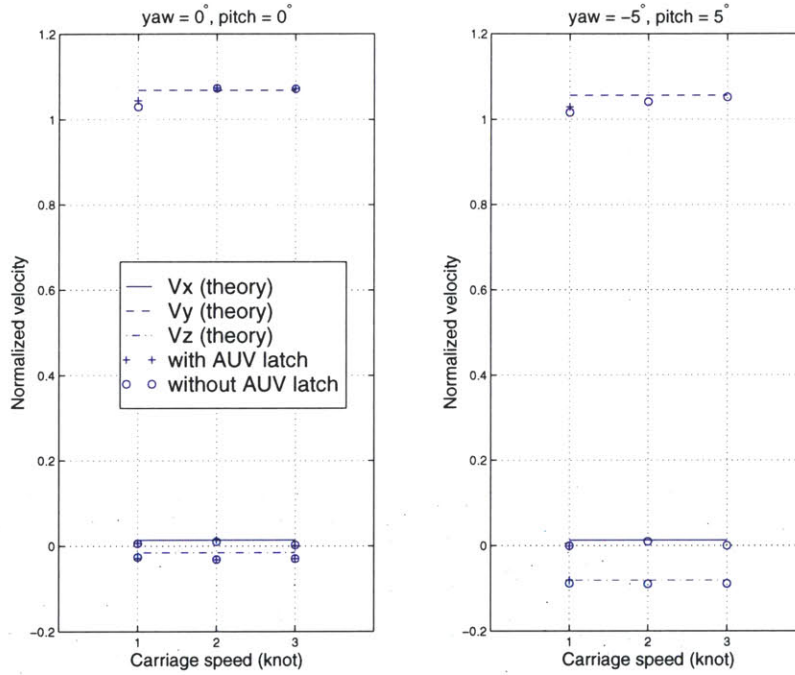 yaw = 0°, pitch = 0°
1.2
1
0.8
0.6
0.4
0.2
0
−0.2
Normalized velocity
Vx (theory)
Vy (theory)
Vz (theory)
with AUV latch
without AUV latch
1 2 3
Carriage speed (knot)
yaw = −5°, pitch = 5°
1.2
1
0.8
0.6
0.4
0.2
0
−0.2
Normalized velocity
1 2 3
Carriage speed (knot)